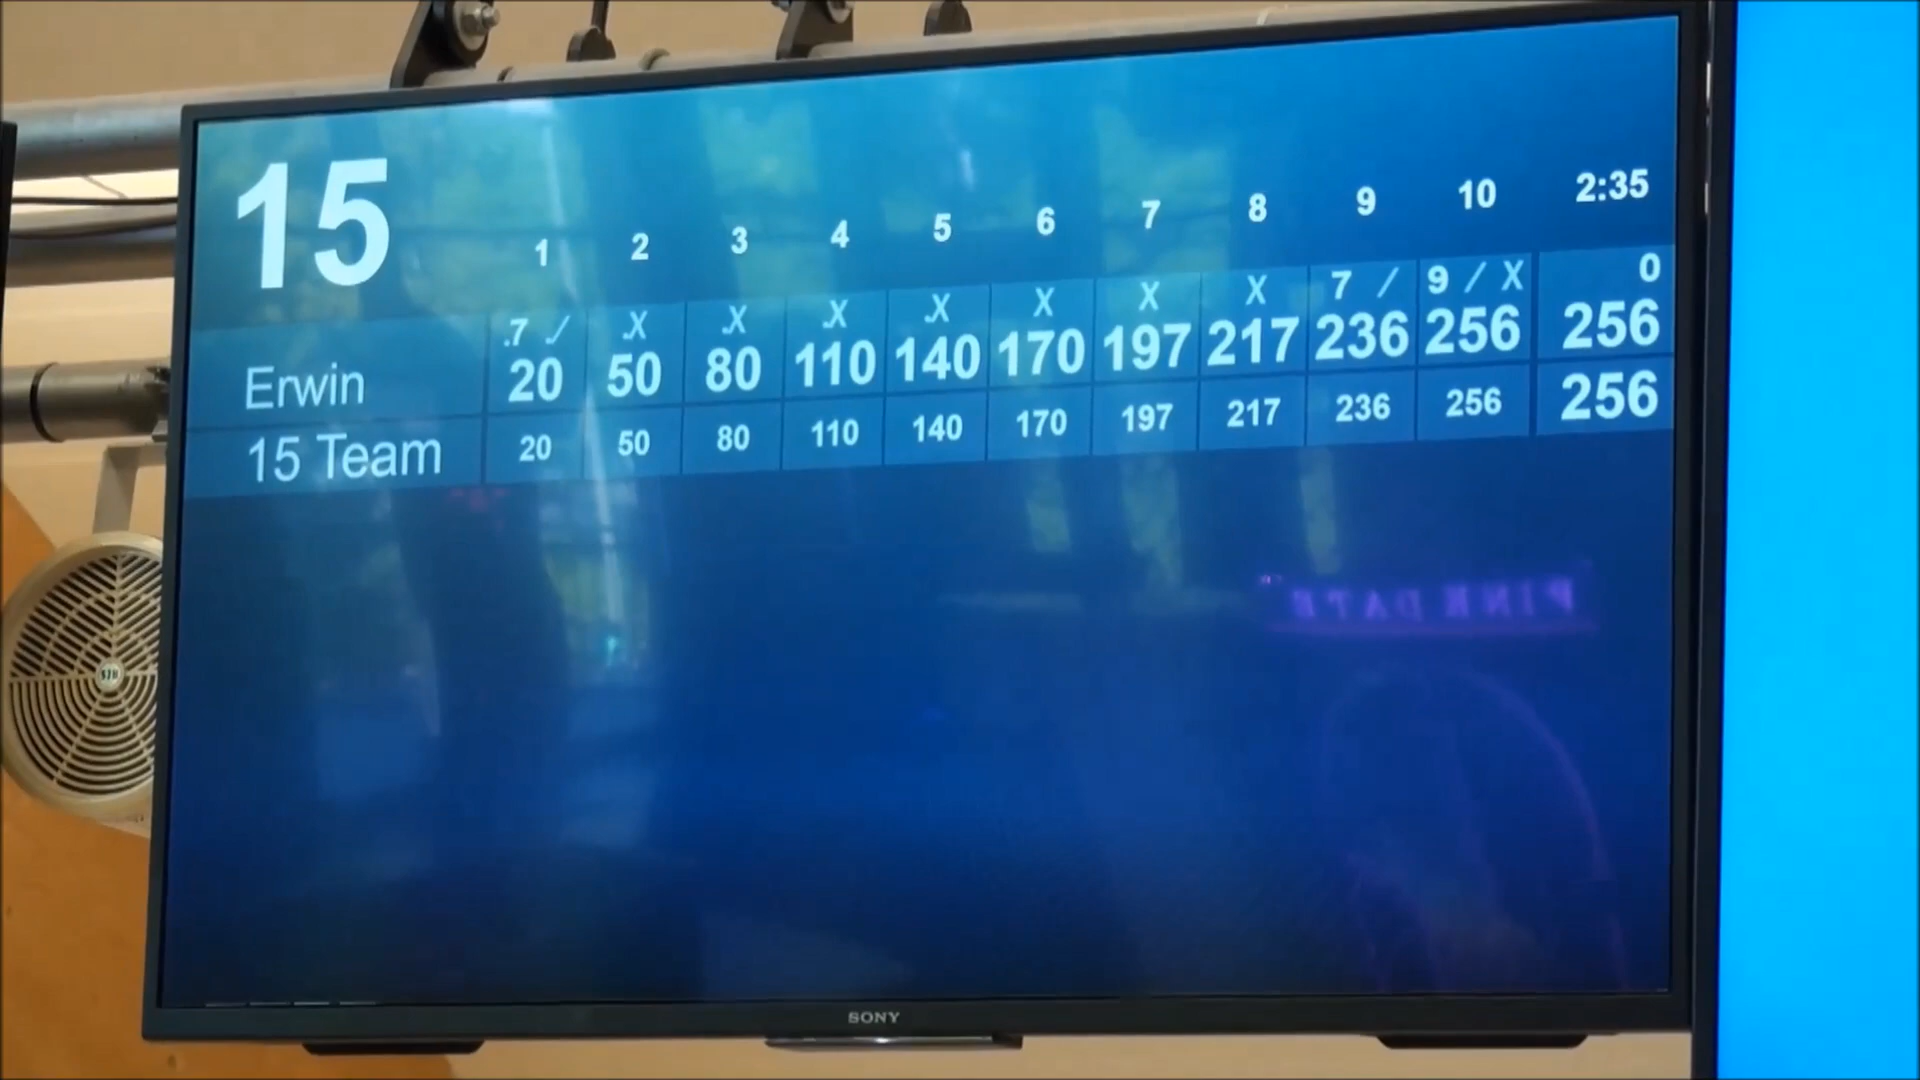 15
1 2 3 4 5 6 7 8 9 10 2:35
.7 ./ .X .X .X .X X X X 7 / 9 / X 0
Erwin 20 50 80 110 140 170 197 217 236 256 256
15 Team 20 50 80 110 140 170 197 217 236 256 256
PINK DATE
SONY